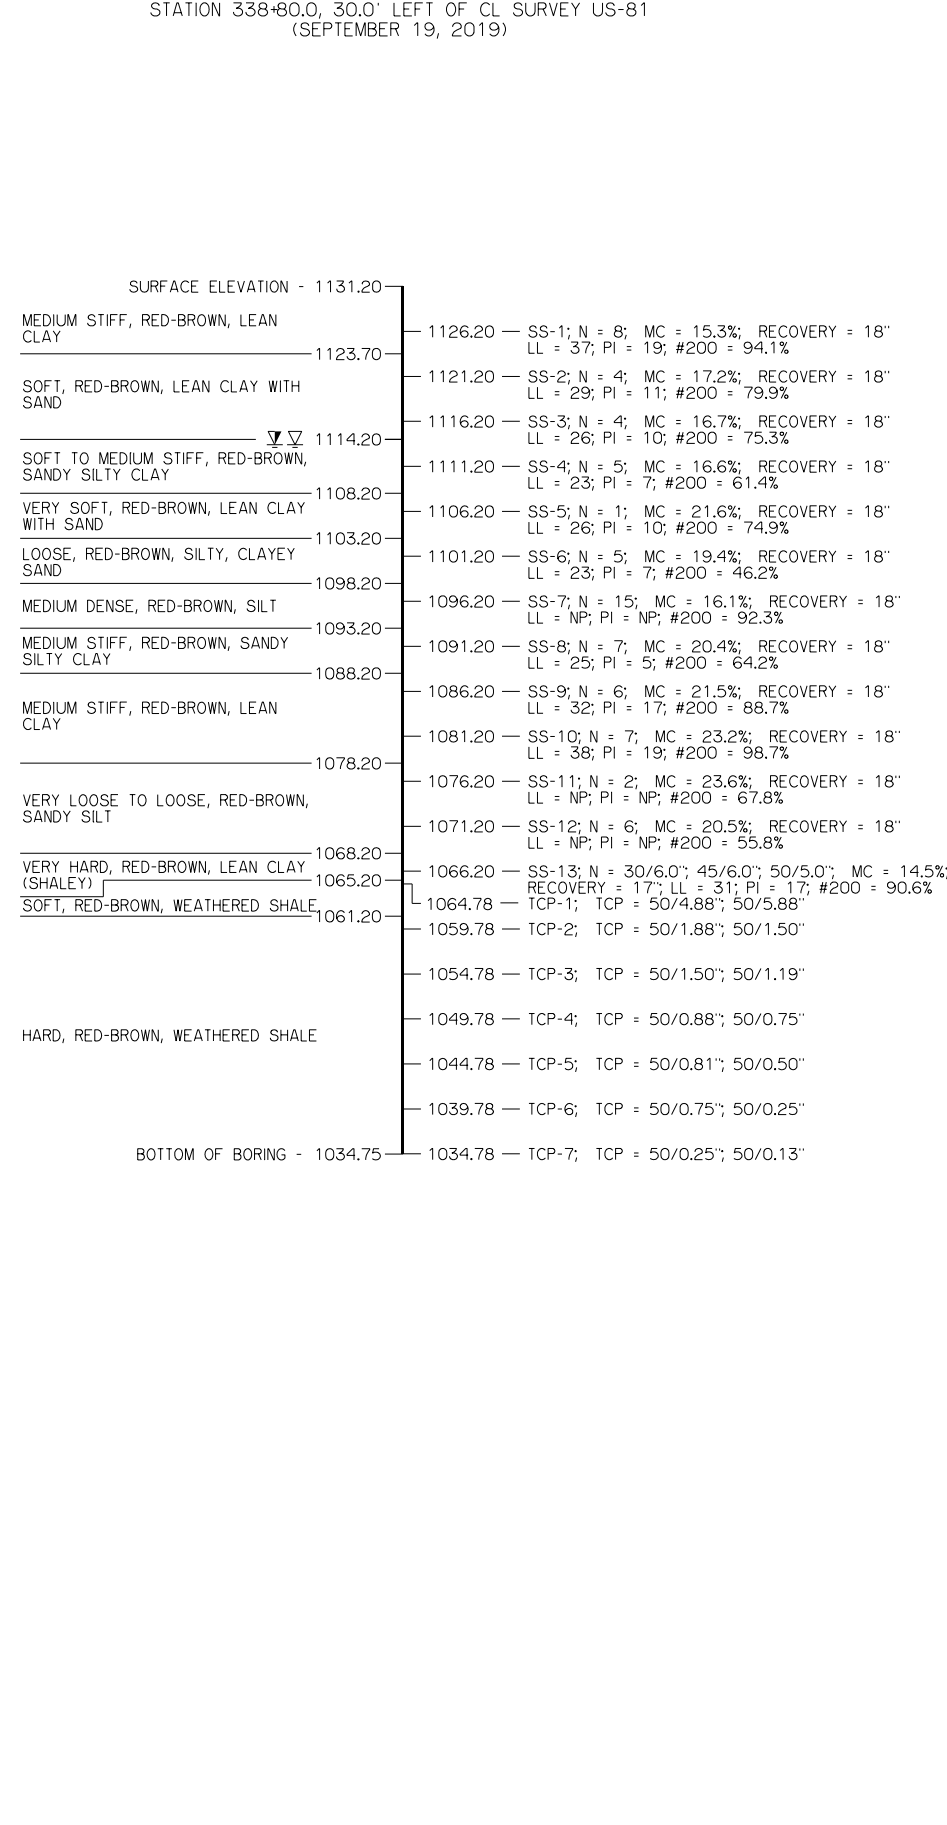 STATION 338+80.0, 30.0' LEFT OF CL SURVEY US-81
(SEPTEMBER 19, 2019)
SURFACE ELEVATION - 1131.20
MEDIUM STIFF, RED-BROWN, LEAN
CLAY
1126.20 — SS-1; N = 8; MC = 15.3%; RECOVERY = 18"
LL = 37; PI = 19; #200 = 94.1%
1123.70
1121.20 — SS-2; N = 4; MC = 17.2%; RECOVERY = 18"
LL = 29; PI = 11; #200 = 79.9%
SOFT, RED-BROWN, LEAN CLAY WITH
SAND
1116.20 — SS-3; N = 4; MC = 16.7%; RECOVERY = 18"
LL = 26; PI = 10; #200 = 75.3%
1114.20
SOFT TO MEDIUM STIFF, RED-BROWN,
SANDY SILTY CLAY
1111.20 — SS-4; N = 5; MC = 16.6%; RECOVERY = 18"
LL = 23; PI = 7; #200 = 61.4%
1108.20
VERY SOFT, RED-BROWN, LEAN CLAY
WITH SAND
1106.20 — SS-5; N = 1; MC = 21.6%; RECOVERY = 18"
LL = 26; PI = 10; #200 = 74.9%
1103.20
LOOSE, RED-BROWN, SILTY, CLAYEY
SAND
1101.20 — SS-6; N = 5; MC = 19.4%; RECOVERY = 18"
LL = 23; PI = 7; #200 = 46.2%
1098.20
MEDIUM DENSE, RED-BROWN, SILT
1096.20 — SS-7; N = 15; MC = 16.1%; RECOVERY = 18"
LL = NP; PI = NP; #200 = 92.3%
1093.20
MEDIUM STIFF, RED-BROWN, SANDY
SILTY CLAY
1091.20 — SS-8; N = 7; MC = 20.4%; RECOVERY = 18"
LL = 25; PI = 5; #200 = 64.2%
1088.20
1086.20 — SS-9; N = 6; MC = 21.5%; RECOVERY = 18"
LL = 32; PI = 17; #200 = 88.7%
MEDIUM STIFF, RED-BROWN, LEAN
CLAY
1081.20 — SS-10; N = 7; MC = 23.2%; RECOVERY = 18"
LL = 38; PI = 19; #200 = 98.7%
1078.20
1076.20 — SS-11; N = 2; MC = 23.6%; RECOVERY = 18"
LL = NP; PI = NP; #200 = 67.8%
VERY LOOSE TO LOOSE, RED-BROWN,
SANDY SILT
1071.20 — SS-12; N = 6; MC = 20.5%; RECOVERY = 18"
LL = NP; PI = NP; #200 = 55.8%
1068.20
VERY HARD, RED-BROWN, LEAN CLAY
(SHALEY)
1066.20 — SS-13; N = 30/6.0"; 45/6.0"; 50/5.0"; MC = 14.5%;
RECOVERY = 17"; LL = 31; PI = 17; #200 = 90.6%
1065.20
1064.78 — TCP-1; TCP = 50/4.88"; 50/5.88"
SOFT, RED-BROWN, WEATHERED SHALE
1061.20
1059.78 — TCP-2; TCP = 50/1.88"; 50/1.50"
1054.78 — TCP-3; TCP = 50/1.50"; 50/1.19"
1049.78 — TCP-4; TCP = 50/0.88"; 50/0.75"
HARD, RED-BROWN, WEATHERED SHALE
1044.78 — TCP-5; TCP = 50/0.81"; 50/0.50"
1039.78 — TCP-6; TCP = 50/0.75"; 50/0.25"
BOTTOM OF BORING - 1034.75
1034.78 — TCP-7; TCP = 50/0.25"; 50/0.13"